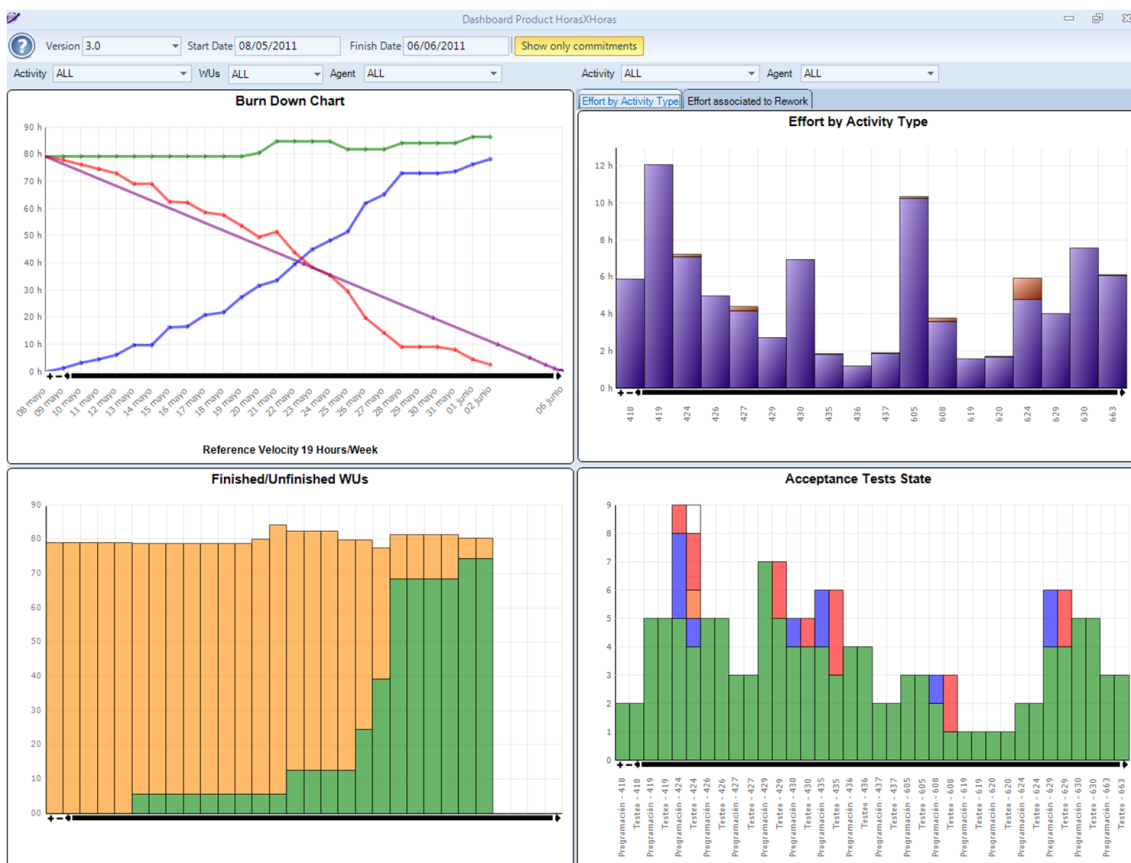 Dashboard Product HorasXHoras
Version 3.0 Start Date 08/05/2011 Finish Date 06/06/2011 Show only commitments
Activity ALL WUs ALL Agent ALL Activity ALL Agent ALL
Burn Down Chart
90 h
80 h
70 h
60 h
50 h
40 h
30 h
20 h
10 h
0 h
08 mayo
09 mayo
10 mayo
11 mayo
12 mayo
13 mayo
14 mayo
15 mayo
16 mayo
17 mayo
18 mayo
19 mayo
20 mayo
21 mayo
22 mayo
23 mayo
24 mayo
25 mayo
26 mayo
27 mayo
28 mayo
29 mayo
30 mayo
31 mayo
01 junio
02 junio
05 junio
Reference Velocity 19 Hours/Week
Effort by Activity Type Effort associated to Rework
Effort by Activity Type
12 h
10 h
8 h
6 h
4 h
2 h
0 h
418
419
424
426
427
429
430
435
436
437
605
608
619
620
624
629
630
663
Finished/Unfinished WUs
90
80
70
60
50
40
30
20
10
00
Acceptance Tests State
9
8
7
6
5
4
3
2
1
0
Programación - 418
Testeo - 418
Programación - 419
Testeo - 419
Programación - 424
Testeo - 424
Programación - 426
Testeo - 426
Programación - 427
Testeo - 427
Programación - 429
Testeo - 429
Programación - 430
Testeo - 430
Programación - 435
Testeo - 435
Programación - 436
Testeo - 436
Programación - 437
Testeo - 437
Programación - 605
Testeo - 605
Programación - 608
Testeo - 608
Programación - 619
Testeo - 619
Programación - 620
Testeo - 620
Programación - 624
Testeo - 624
Programación - 629
Testeo - 629
Programación - 630
Testeo - 630
Programación - 663
Testeo - 663